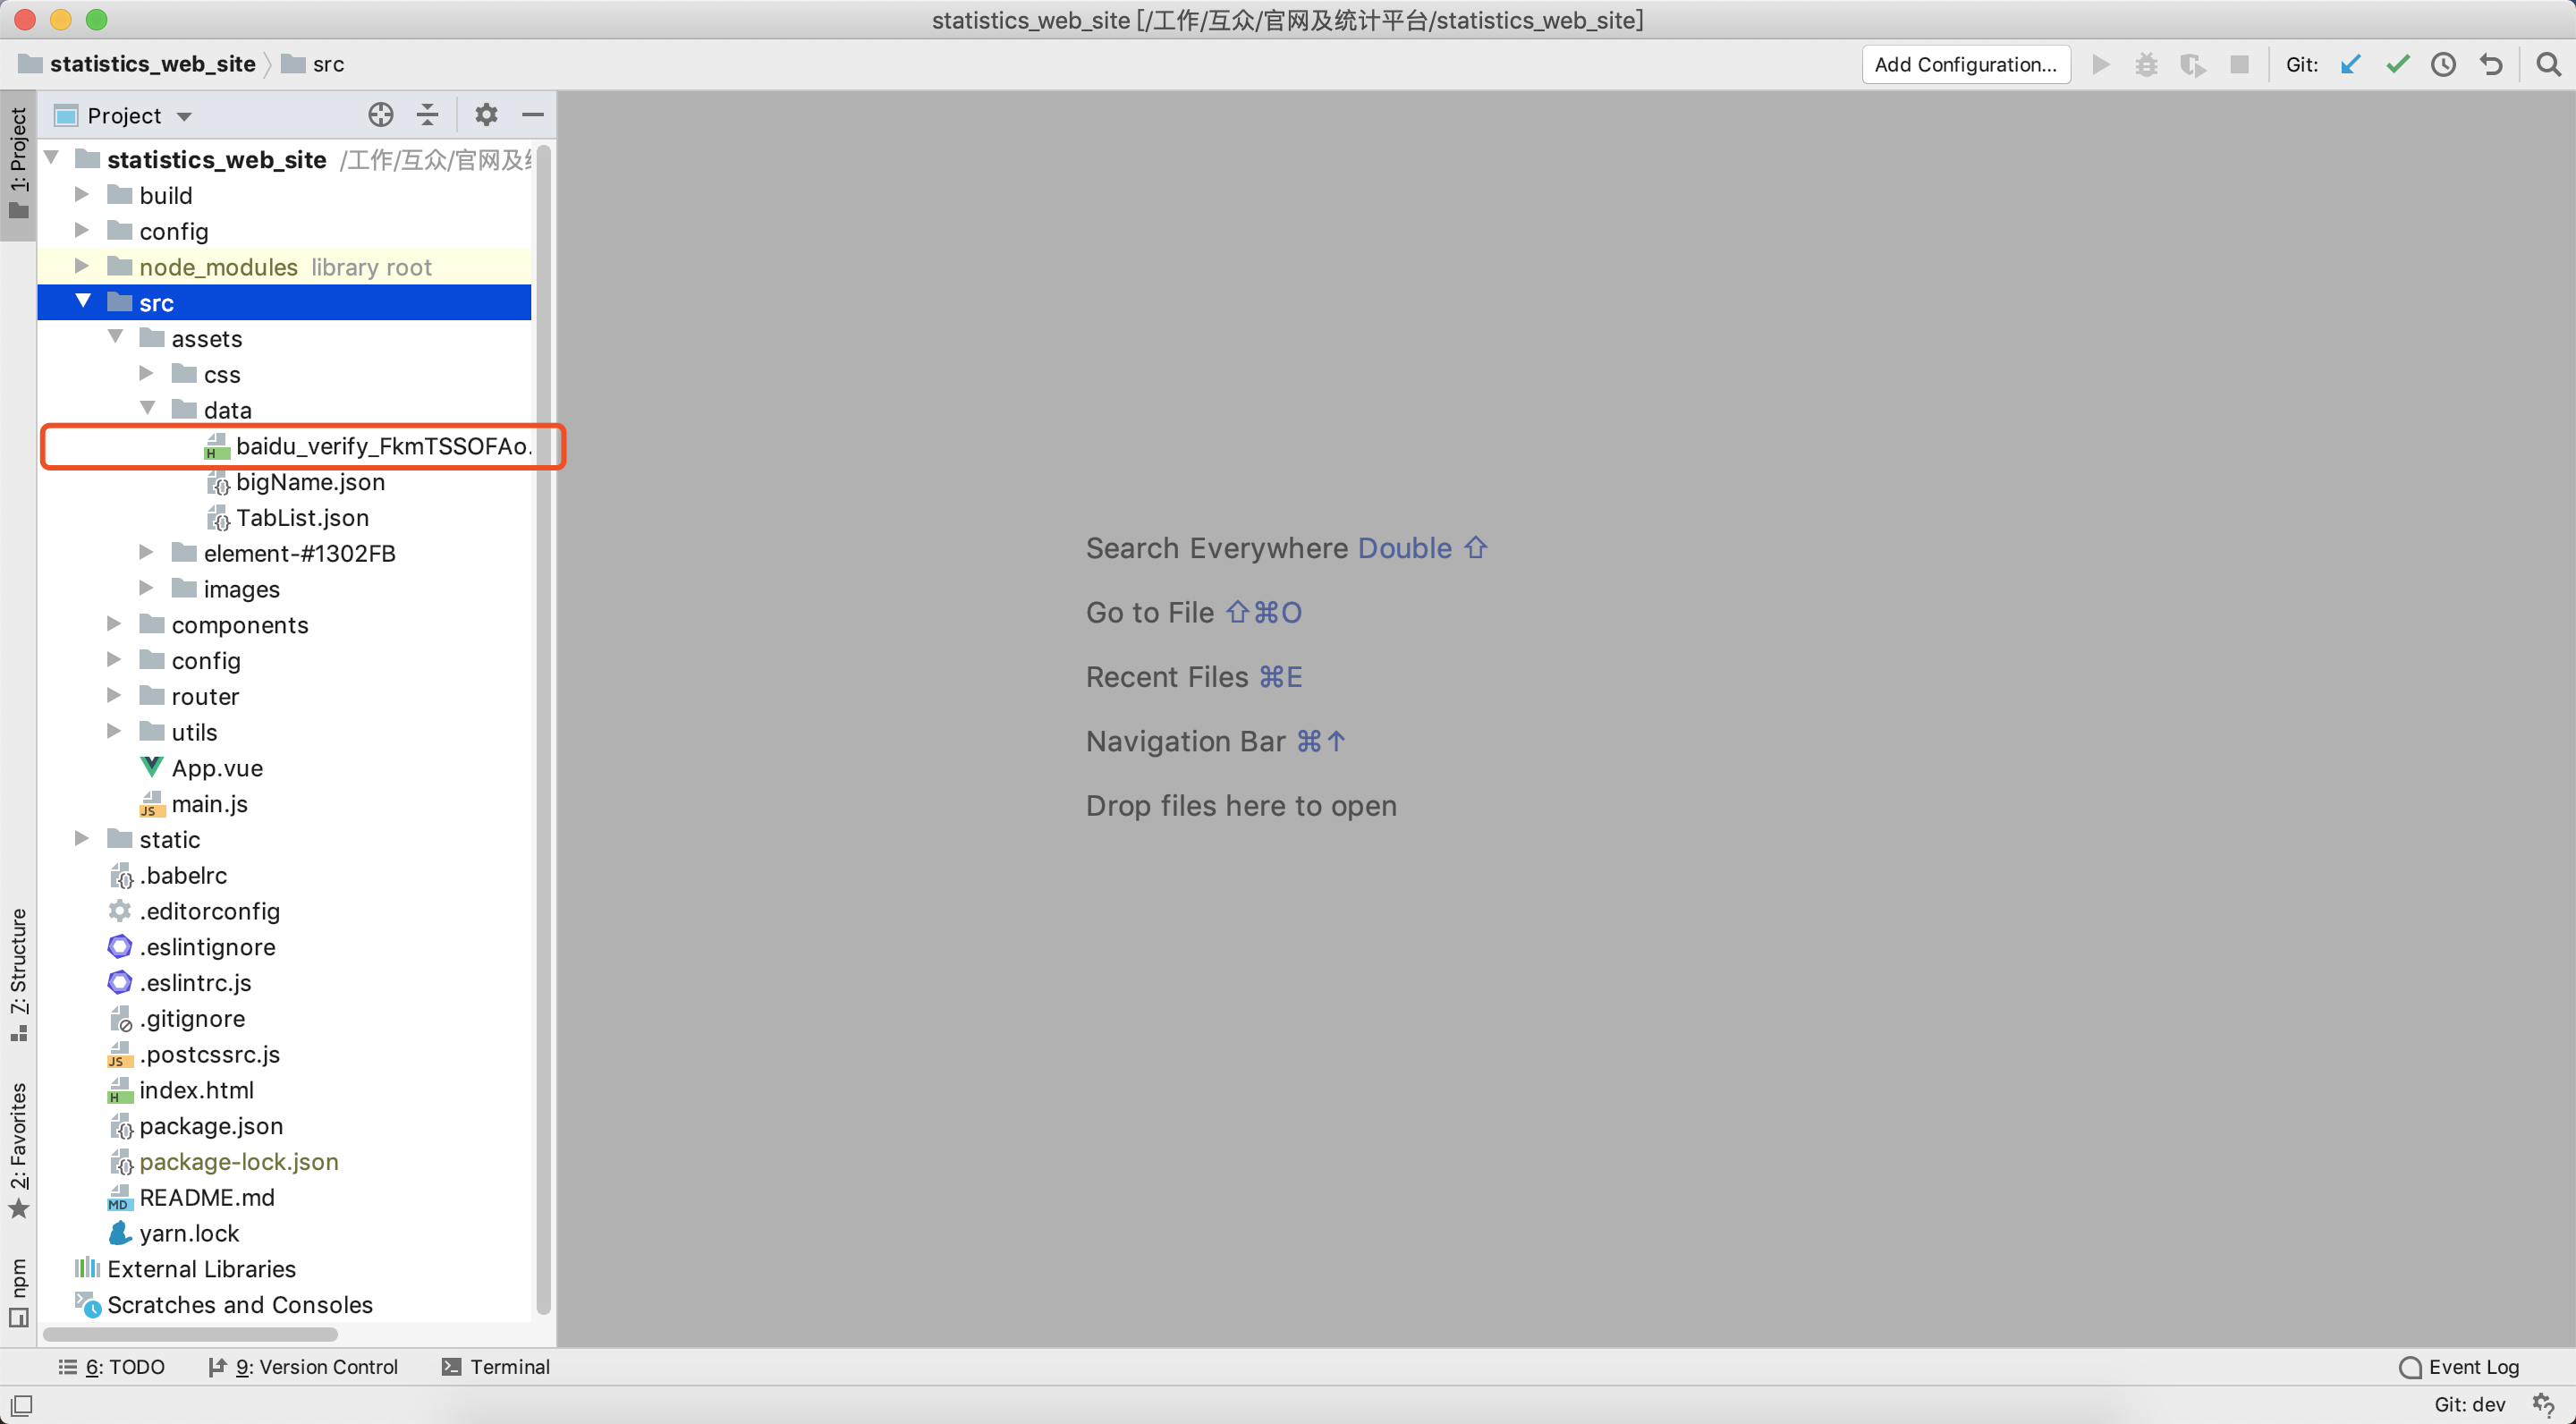 statistics_web_site [/工作/互众/官网及统计平台/statistics_web_site]
statistics_web_site src
Add Configuration...
Git:
1: Project
Project
statistics_web_site /工作/互众/官网及
build
config
node_modules library root
src
assets
css
data
baidu_verify_FkmTSSOFAo.
bigName.json
TabList.json
element-#1302FB
images
components
config
router
utils
App.vue
main.js
static
.babelrc
.editorconfig
.eslintignore
.eslintrc.js
.gitignore
.postcssrc.js
index.html
package.json
package-lock.json
README.md
yarn.lock
External Libraries
Scratches and Consoles
7: Structure
2: Favorites
npm
Search Everywhere Double ⇧
Go to File ⇧⌘O
Recent Files ⌘E
Navigation Bar ⌘↑
Drop files here to open
6: TODO
9: Version Control
Terminal
Event Log
Git: dev